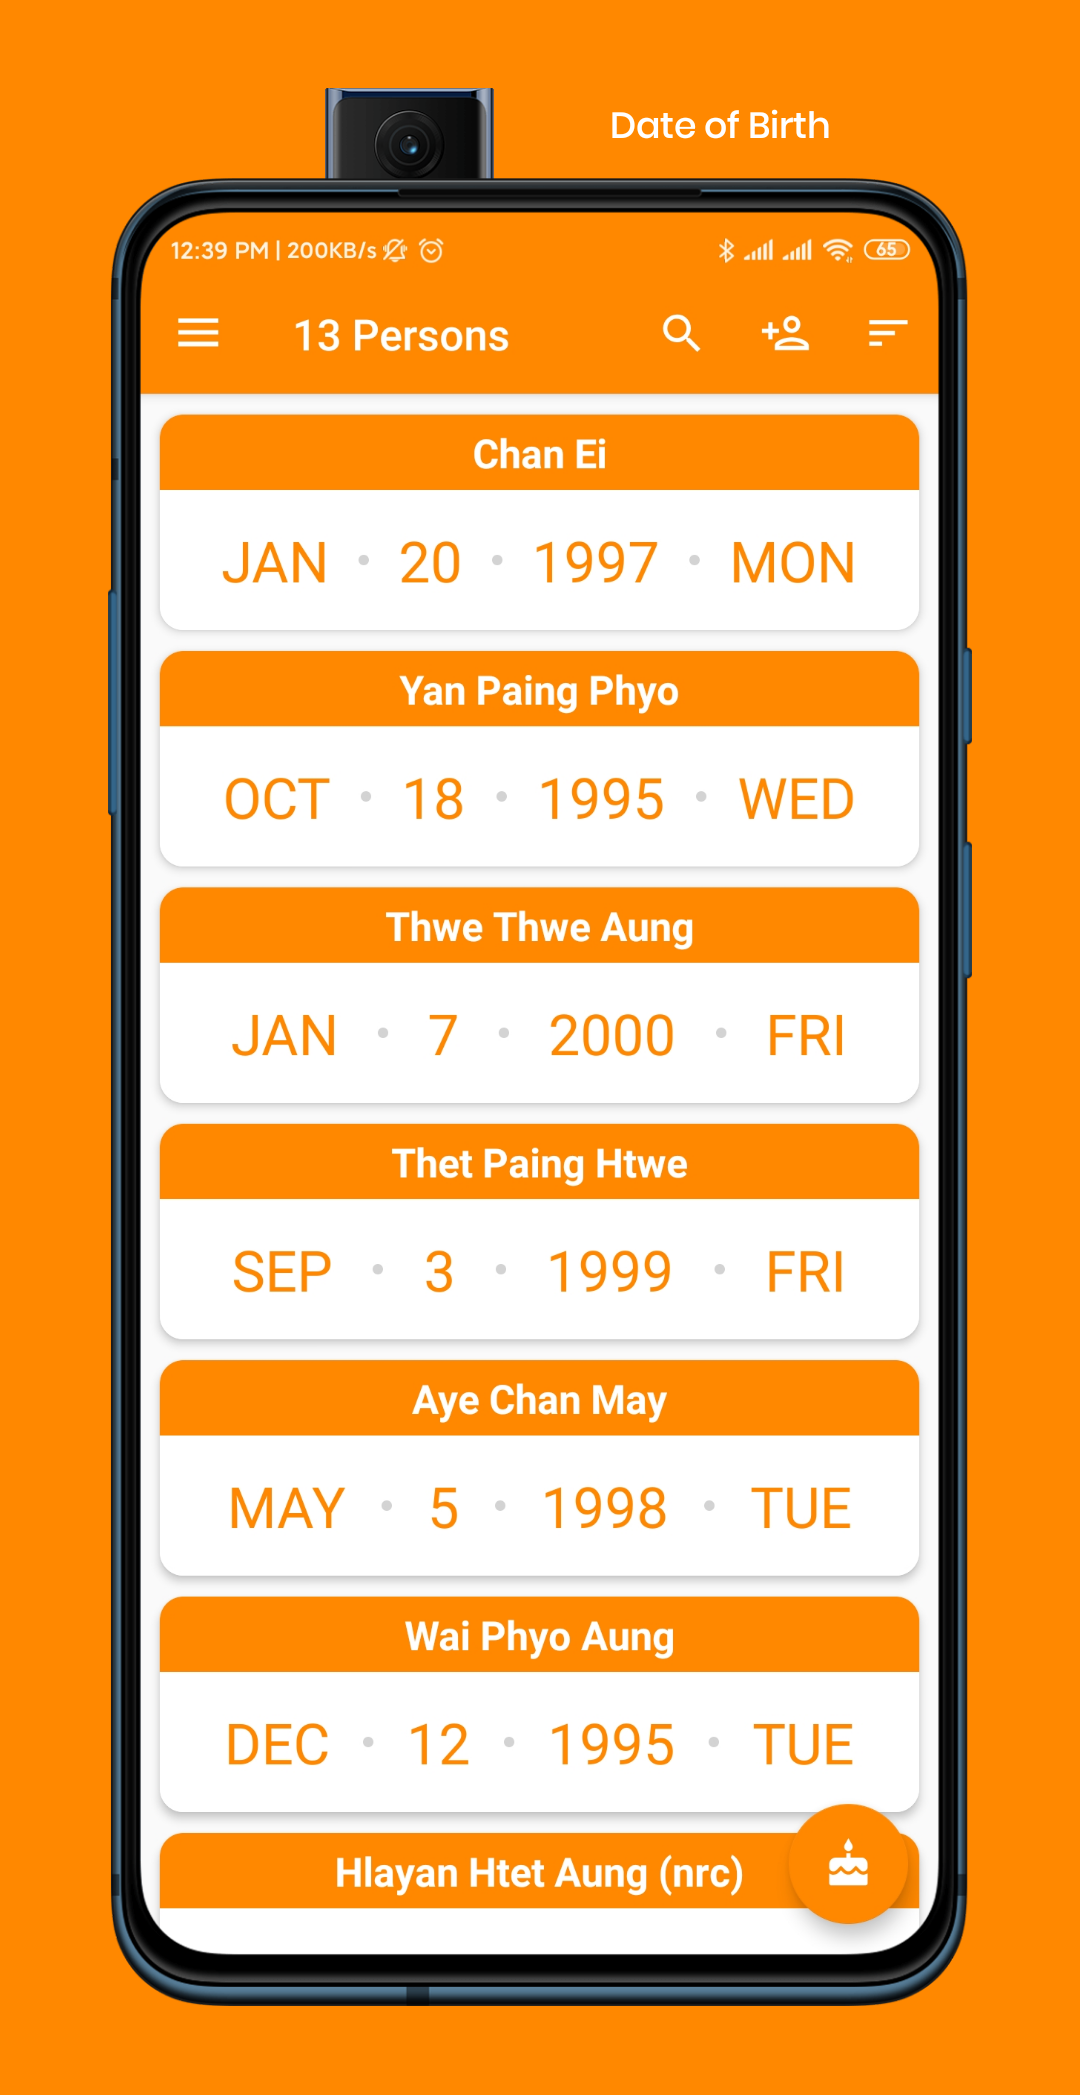 Date of Birth
12:39 PM | 200KB/s 65
13 Persons
Chan Ei
JAN • 20 • 1997 • MON
Yan Paing Phyo
OCT • 18 • 1995 • WED
Thwe Thwe Aung
JAN • 7 • 2000 • FRI
Thet Paing Htwe
SEP • 3 • 1999 • FRI
Aye Chan May
MAY • 5 • 1998 • TUE
Wai Phyo Aung
DEC • 12 • 1995 • TUE
Hlayan Htet Aung (nrc)